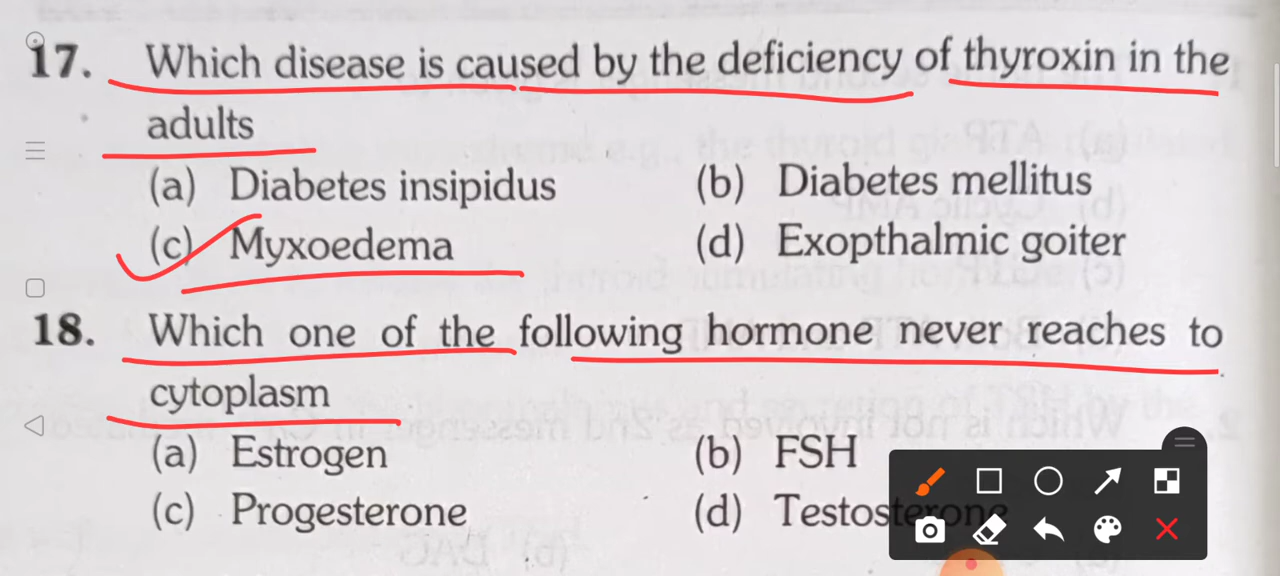 17. Which disease is caused by the deficiency of thyroxin in the
adults
(a) Diabetes insipidus (b) Diabetes mellitus
(c) Myxoedema (d) Exopthalmic goiter
18. Which one of the following hormone never reaches to
cytoplasm
(a) Estrogen (b) FSH
(c) Progesterone (d) Testosterone